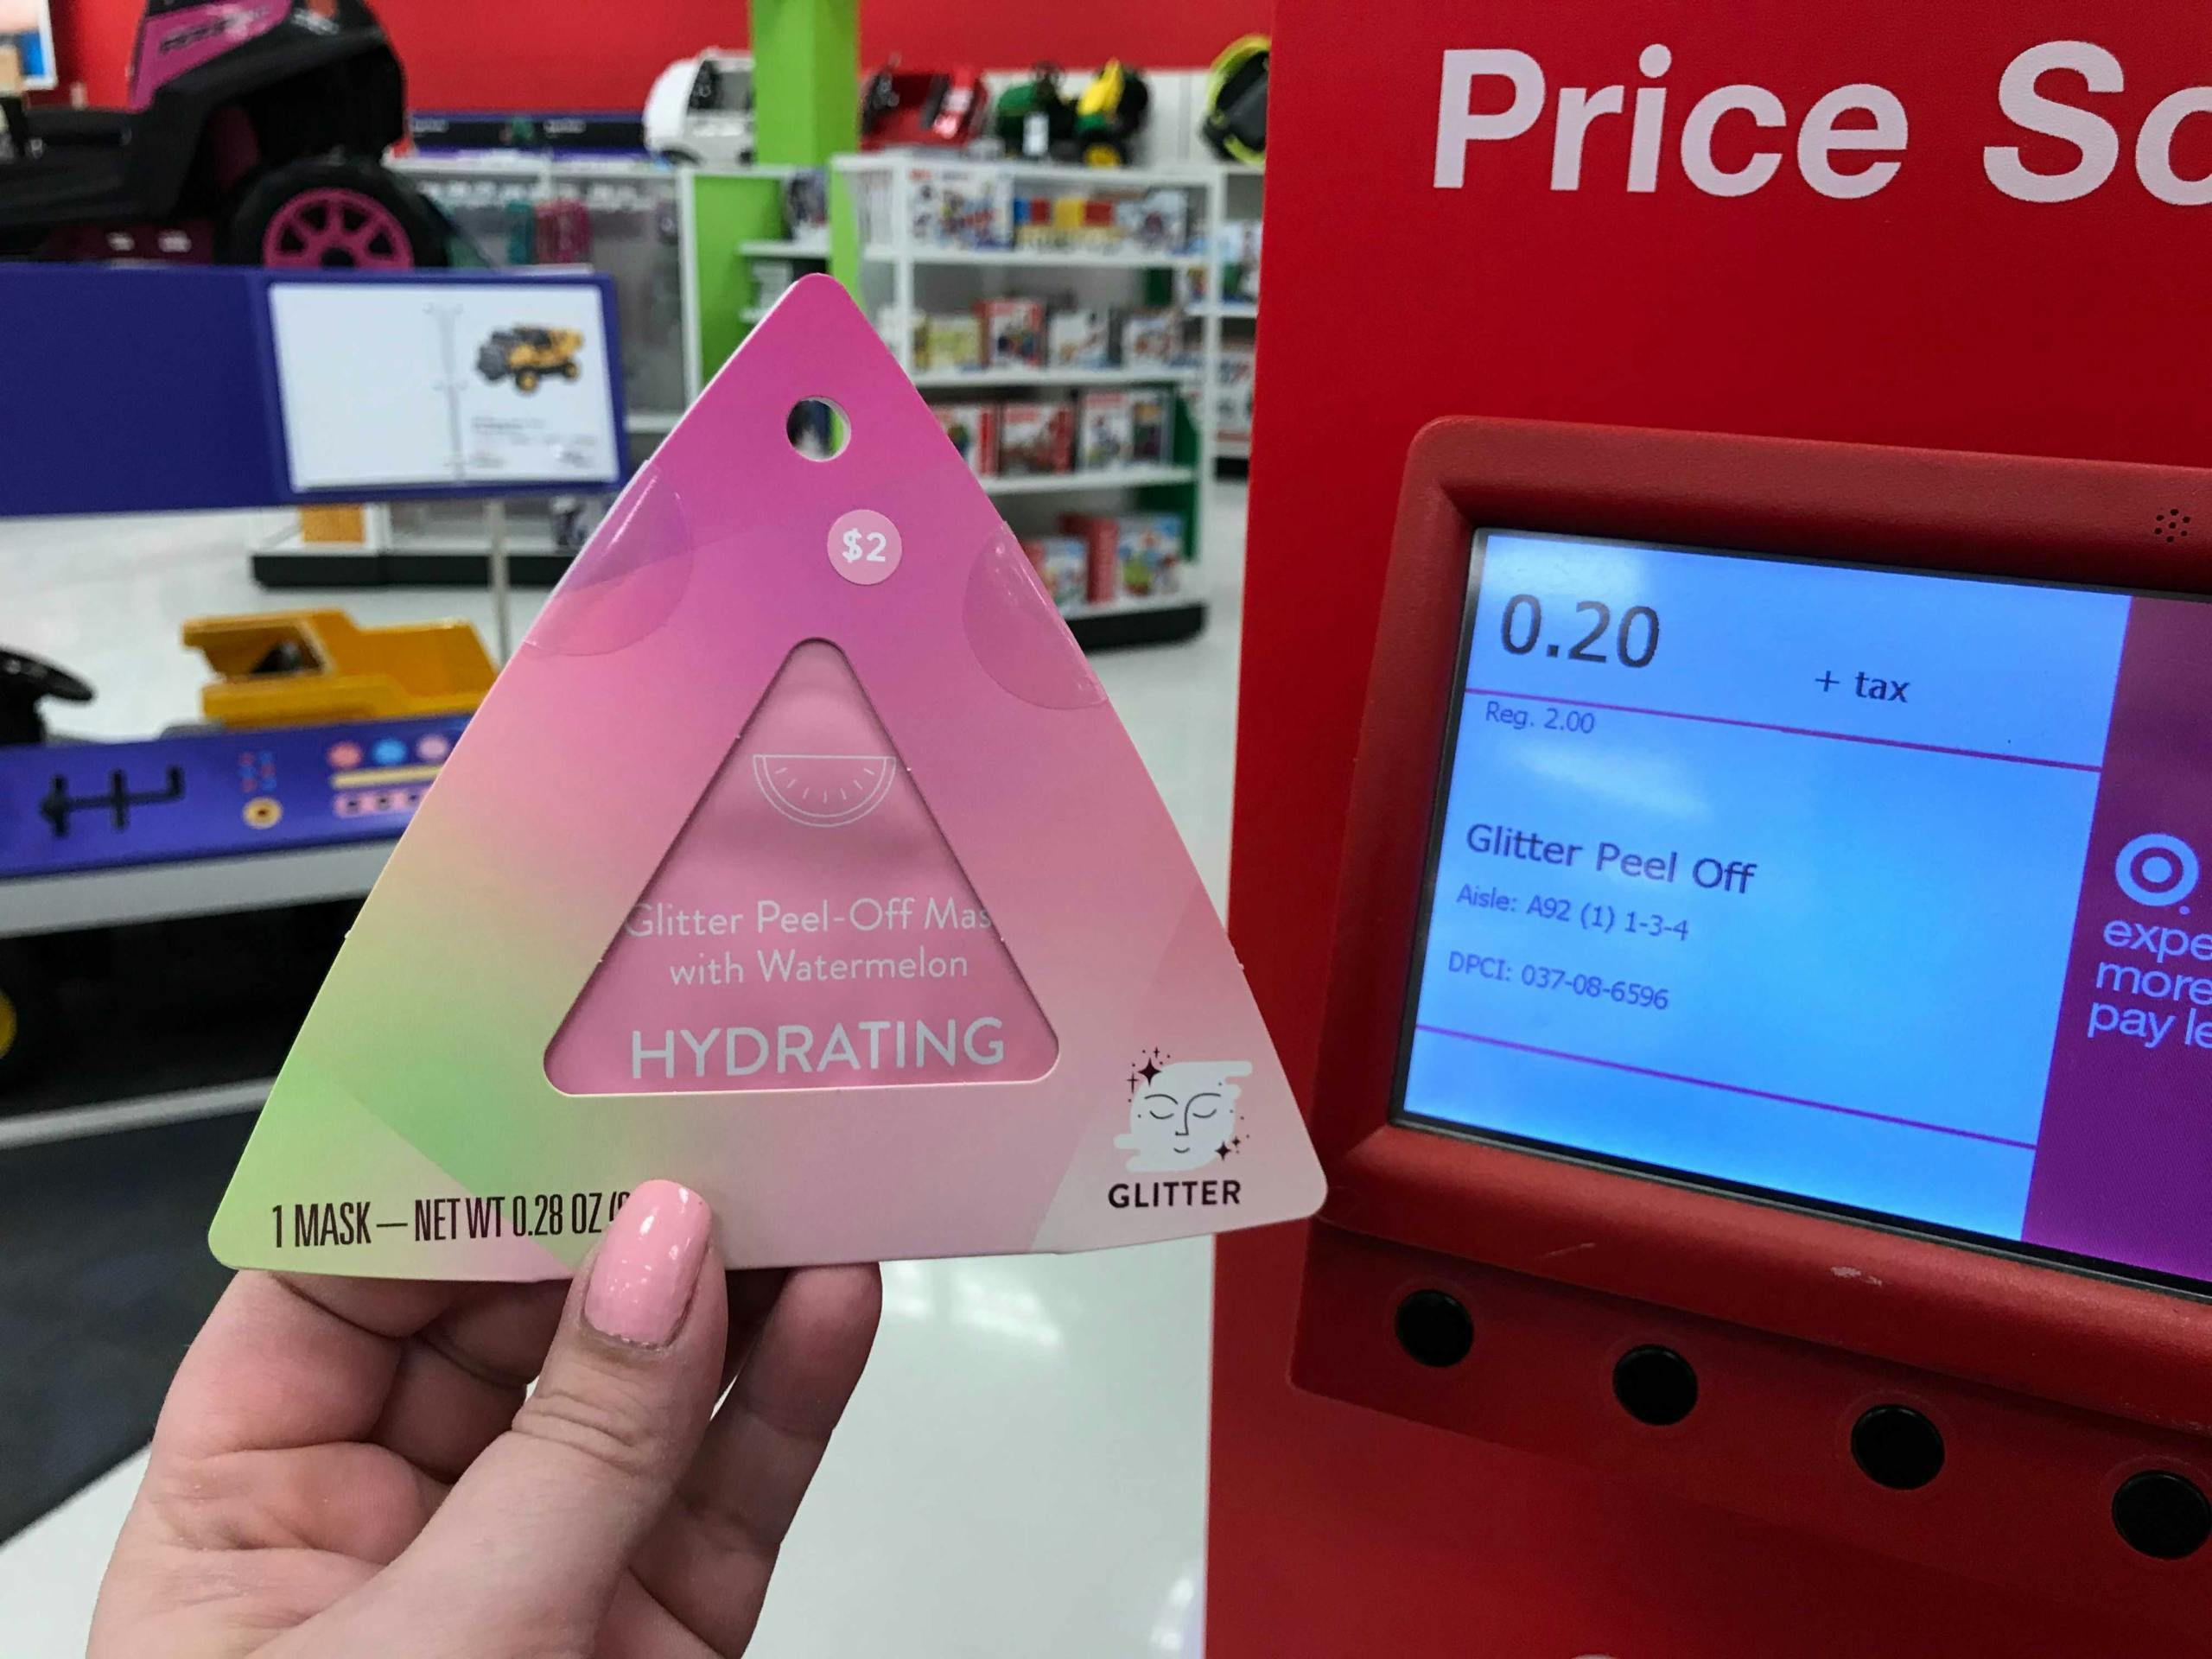 Price Sc
$2
Glitter Peel-Off Mas
with Watermelon
HYDRATING
1 MASK — NET WT 0.28 OZ (
GLITTER
0.20
+ tax
Reg. 2.00
Glitter Peel Off
Aisle: A92 (1) 1-3-4
DPCI: 037-08-6596
expe
more
pay le